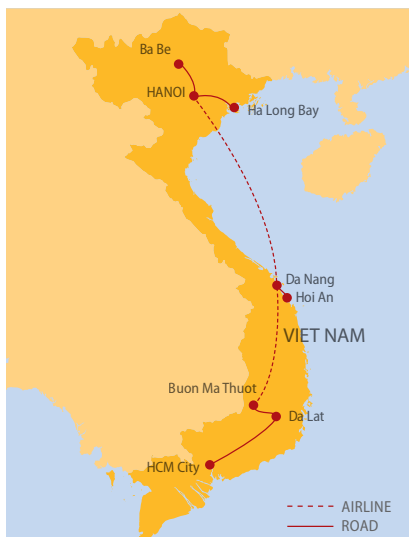 Ba Be
HANOI
Ha Long Bay
Da Nang
Hoi An
VIET NAM
Buon Ma Thuot
Da Lat
HCM City
AIRLINE
ROAD